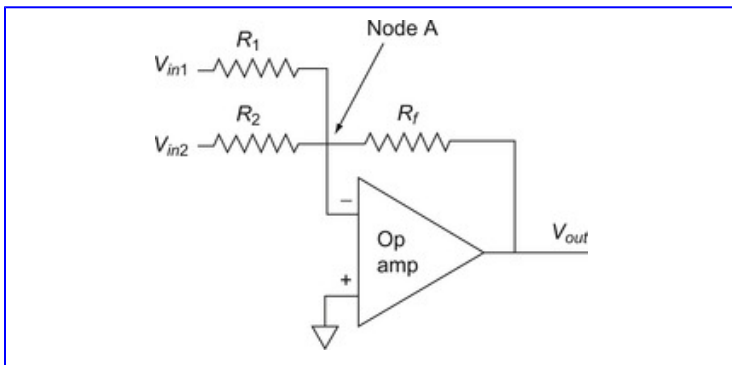 Node A
R1
Vin1
R2
Rf
Vin2
−
Op
amp
Vout
+